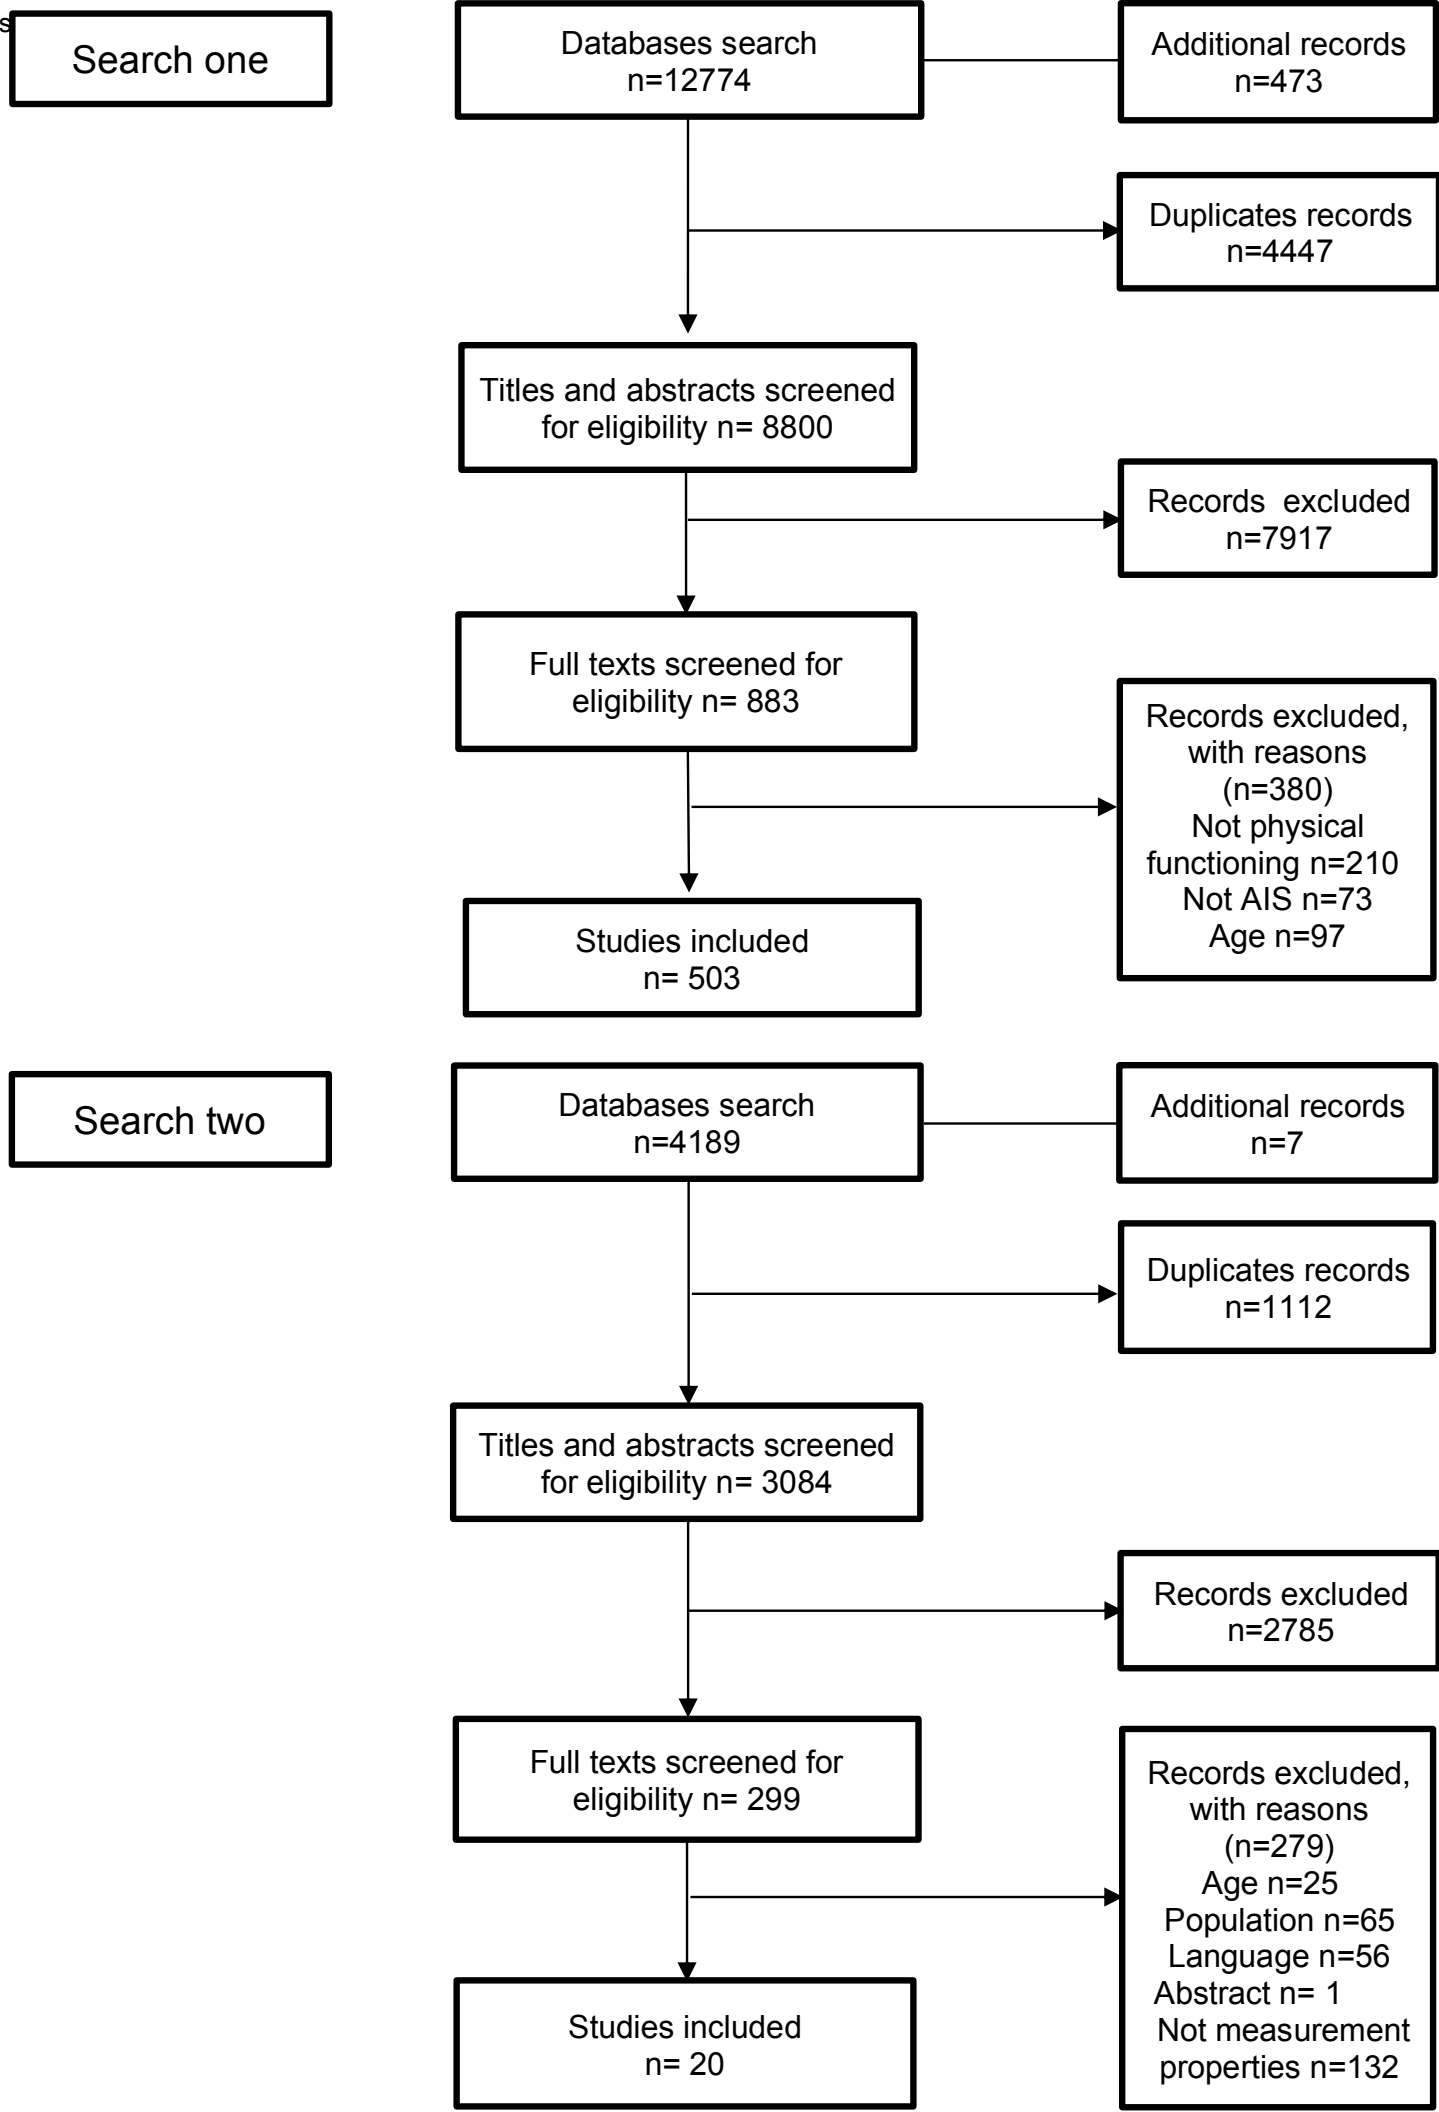 s
Search one
Databases search
n=12774
Additional records
n=473
Duplicates records
n=4447
Titles and abstracts screened
for eligibility n= 8800
Records  excluded
n=7917
Full texts screened for
eligibility n= 883
Records excluded,
with reasons
(n=380)
Not physical
functioning n=210
Not AIS n=73
Age n=97
Studies included
n= 503
Search two
Databases search
n=4189
Additional records
n=7
Duplicates records
n=1112
Titles and abstracts screened
for eligibility n= 3084
Records excluded
n=2785
Full texts screened for
eligibility n= 299
Records excluded,
with reasons
(n=279)
Age n=25
Population n=65
Language n=56
Abstract n= 1
Not measurement
properties n=132
Studies included
n= 20